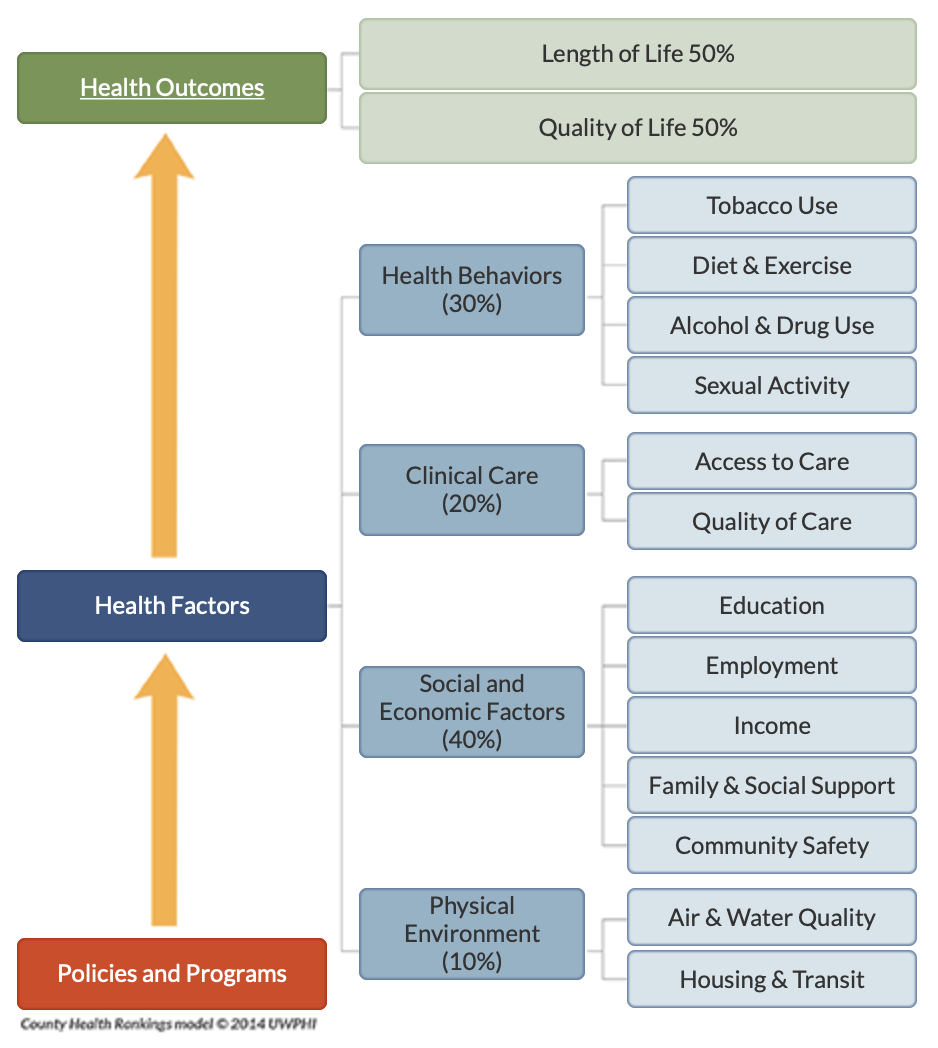 Health Outcomes
Length of Life 50%
Quality of Life 50%
Health Behaviors
(30%)
Tobacco Use
Diet & Exercise
Alcohol & Drug Use
Sexual Activity
Clinical Care
(20%)
Access to Care
Quality of Care
Health Factors
Social and
Economic Factors
(40%)
Education
Employment
Income
Family & Social Support
Community Safety
Physical
Environment
(10%)
Air & Water Quality
Housing & Transit
Policies and Programs
County Health Rankings model © 2014 UWPHI